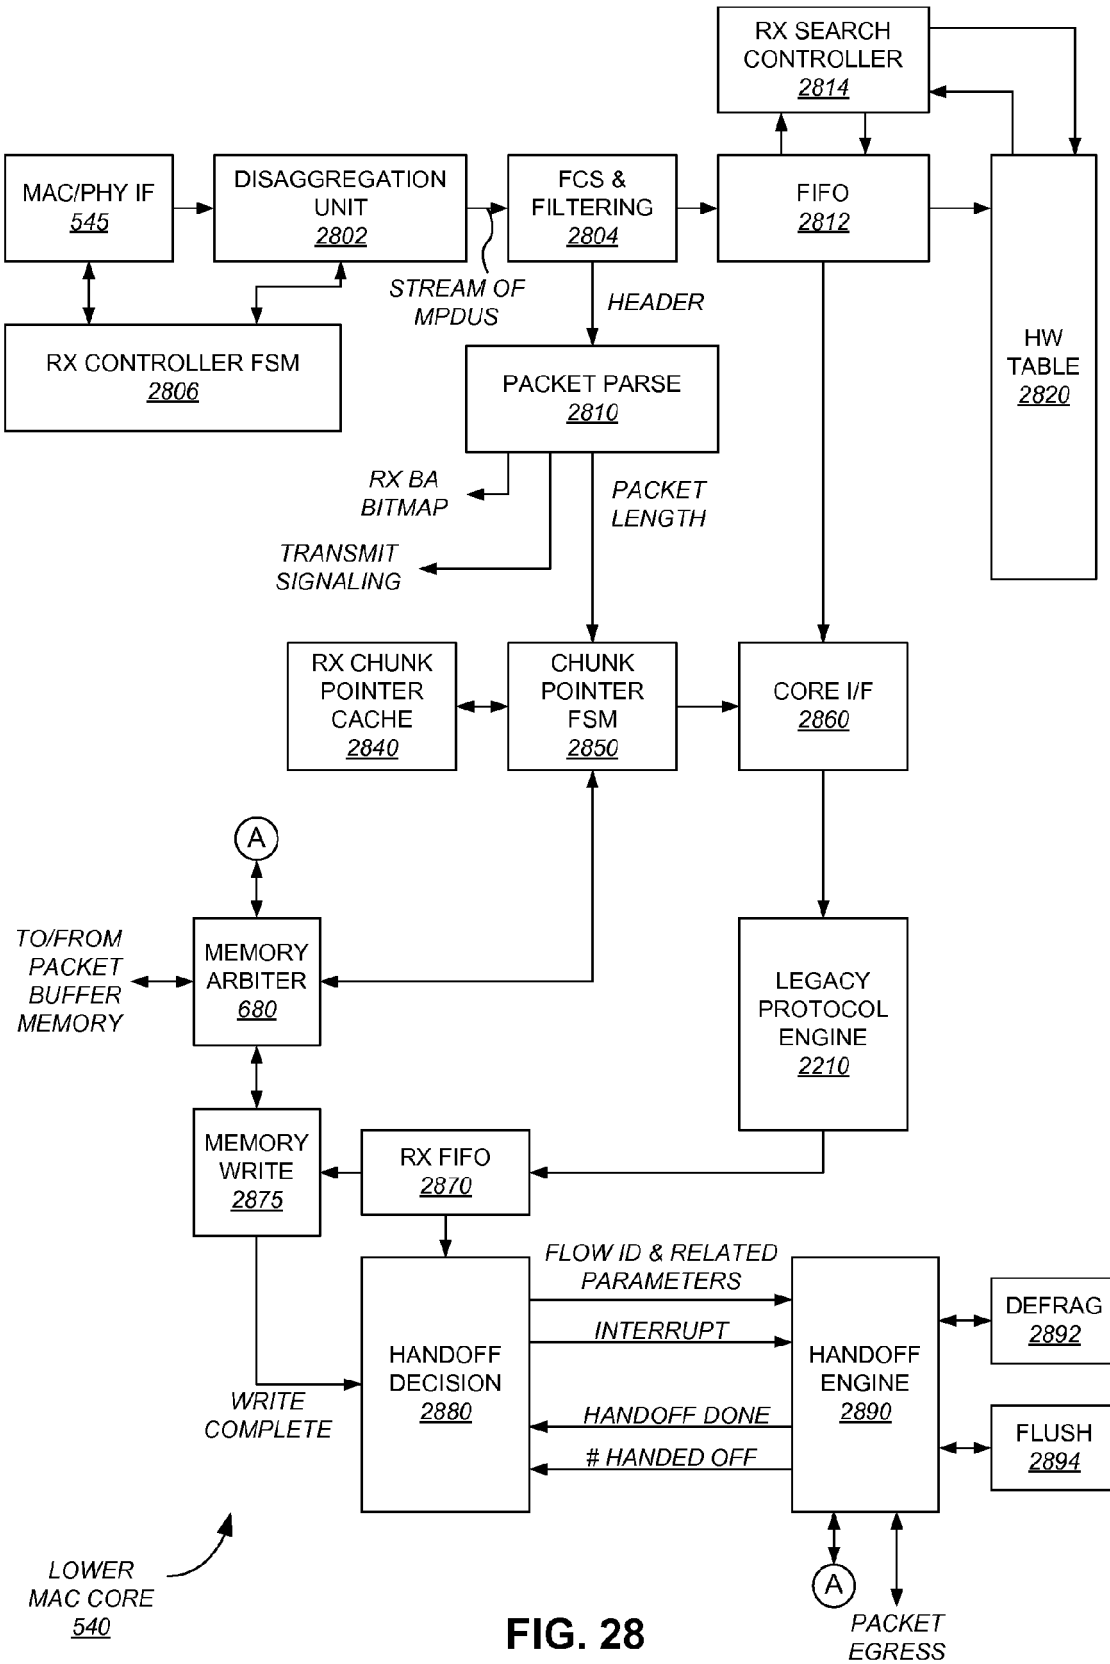 RX SEARCH
CONTROLLER
2814
MAC/PHY IF
545
DISAGGREGATION
UNIT
2802
FCS &
FILTERING
2804
FIFO
2812
STREAM OF
MPDUS
HEADER
HW
TABLE
2820
RX CONTROLLER FSM
2806
PACKET PARSE
2810
RX BA
BITMAP
PACKET
LENGTH
TRANSMIT
SIGNALING
RX CHUNK
POINTER
CACHE
2840
CHUNK
POINTER
FSM
2850
CORE I/F
2860
A
TO/FROM
PACKET
BUFFER
MEMORY
MEMORY
ARBITER
680
LEGACY
PROTOCOL
ENGINE
2210
MEMORY
WRITE
2875
RX FIFO
2870
FLOW ID & RELATED
PARAMETERS
INTERRUPT
HANDOFF
DECISION
2880
HANDOFF
ENGINE
2890
DEFRAG
2892
WRITE
COMPLETE
HANDOFF DONE
# HANDED OFF
FLUSH
2894
LOWER
MAC CORE
540
A
PACKET
EGRESS
FIG. 28